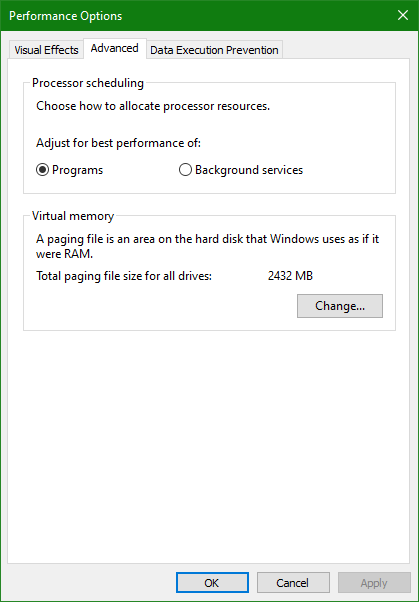 Performance Options
Visual Effects Advanced Data Execution Prevention
Processor scheduling
Choose how to allocate processor resources.
Adjust for best performance of:
Programs Background services
Virtual memory
A paging file is an area on the hard disk that Windows uses as if it
were RAM.
Total paging file size for all drives: 2432 MB
Change...
OK Cancel Apply